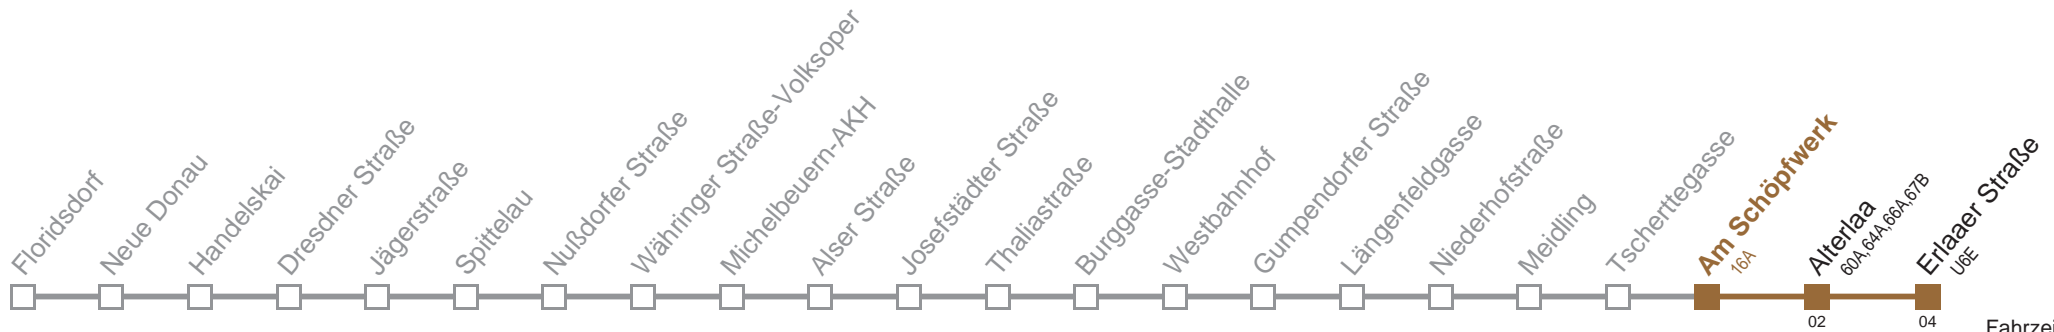 Floridsdorf
Neue Donau
Handelskai
Dresdner Straße
Jägerstraße
Spittelau
Nußdorfer Straße
Währinger Straße-Volksoper
Michelbeuern-AKH
Alser Straße
Josefstädter Straße
Thaliastraße
Burggasse-Stadthalle
Westbahnhof
Gumpendorfer Straße
Längenfeldgasse
Niederhofstraße
Meidling
Tscherttegasse
Am Schöpfwerk
16A
Alterlaa
60A,64A,66A,67B
Erlaaer Straße
U6E
02
04
Fahrzei